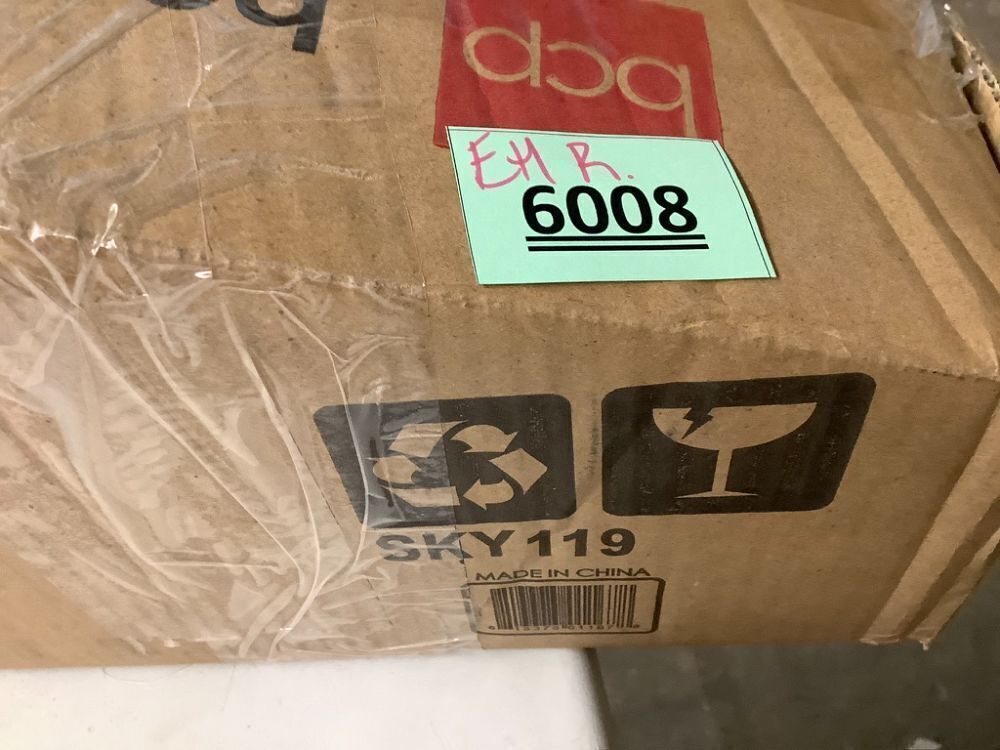 bcp
EH R.
6008
SKY119
MADE IN CHINA